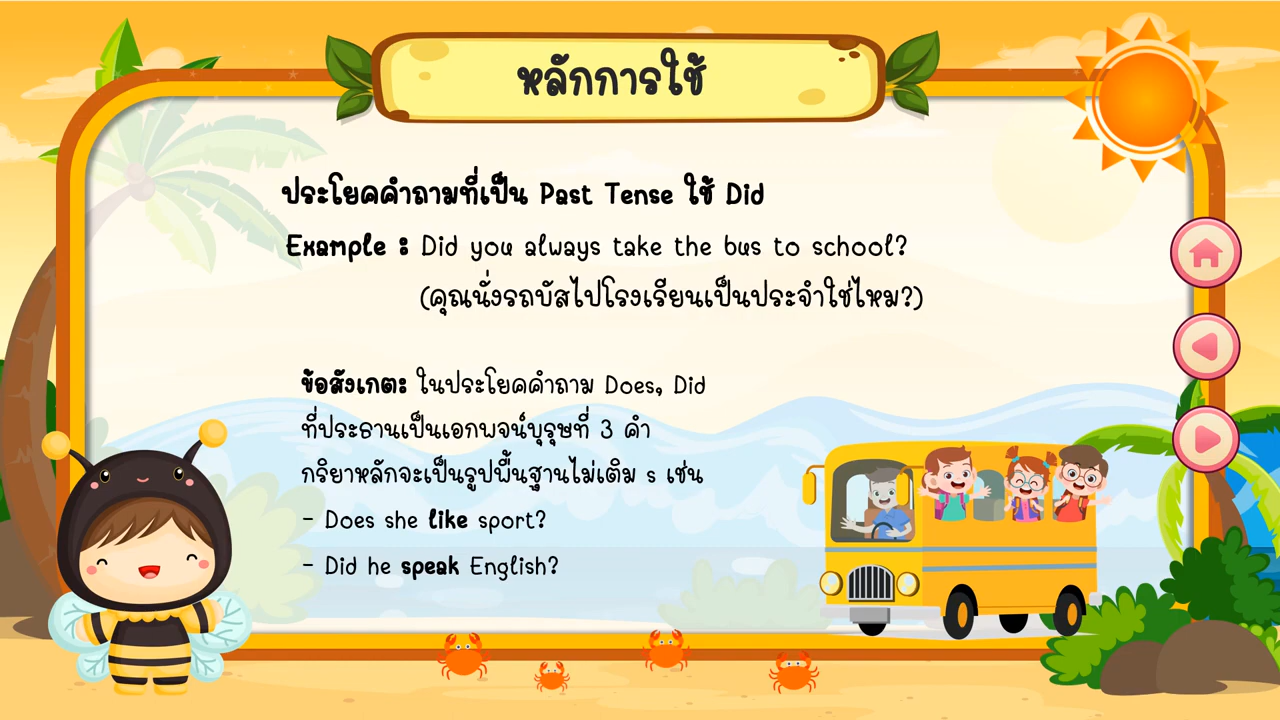 หลักการใช้
ประโยคคำถามที่เป็น Past Tense ใช้ Did
Example : Did you always take the bus to school?
(คุณนั่งรถบัสไปโรงเรียนเป็นประจำใช่ไหม?)
ข้อสังเกตะ ในประโยคคำถาม Does, Did
ที่ประธานเป็นเอกพจน์บุรุษที่ 3 คำ
กริยาหลักจะเป็นรูปพื้นฐานไม่เติม s เช่น
- Does she like sport?
- Did he speak English?